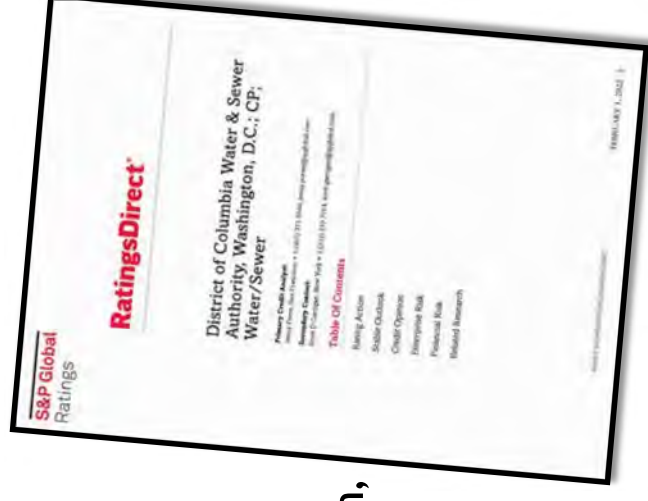 S&P Global
Ratings
RatingsDirect®
District of Columbia Water & Sewer
Authority, Washington, D.C.; CP;
Water/Sewer
Primary Credit Analyst:
Secondary Contact:
Table Of Contents
Rating Action
Stable Outlook
Credit Opinion
Enterprise Risk
Financial Risk
Related Research
FEBRUARY 1, 2022